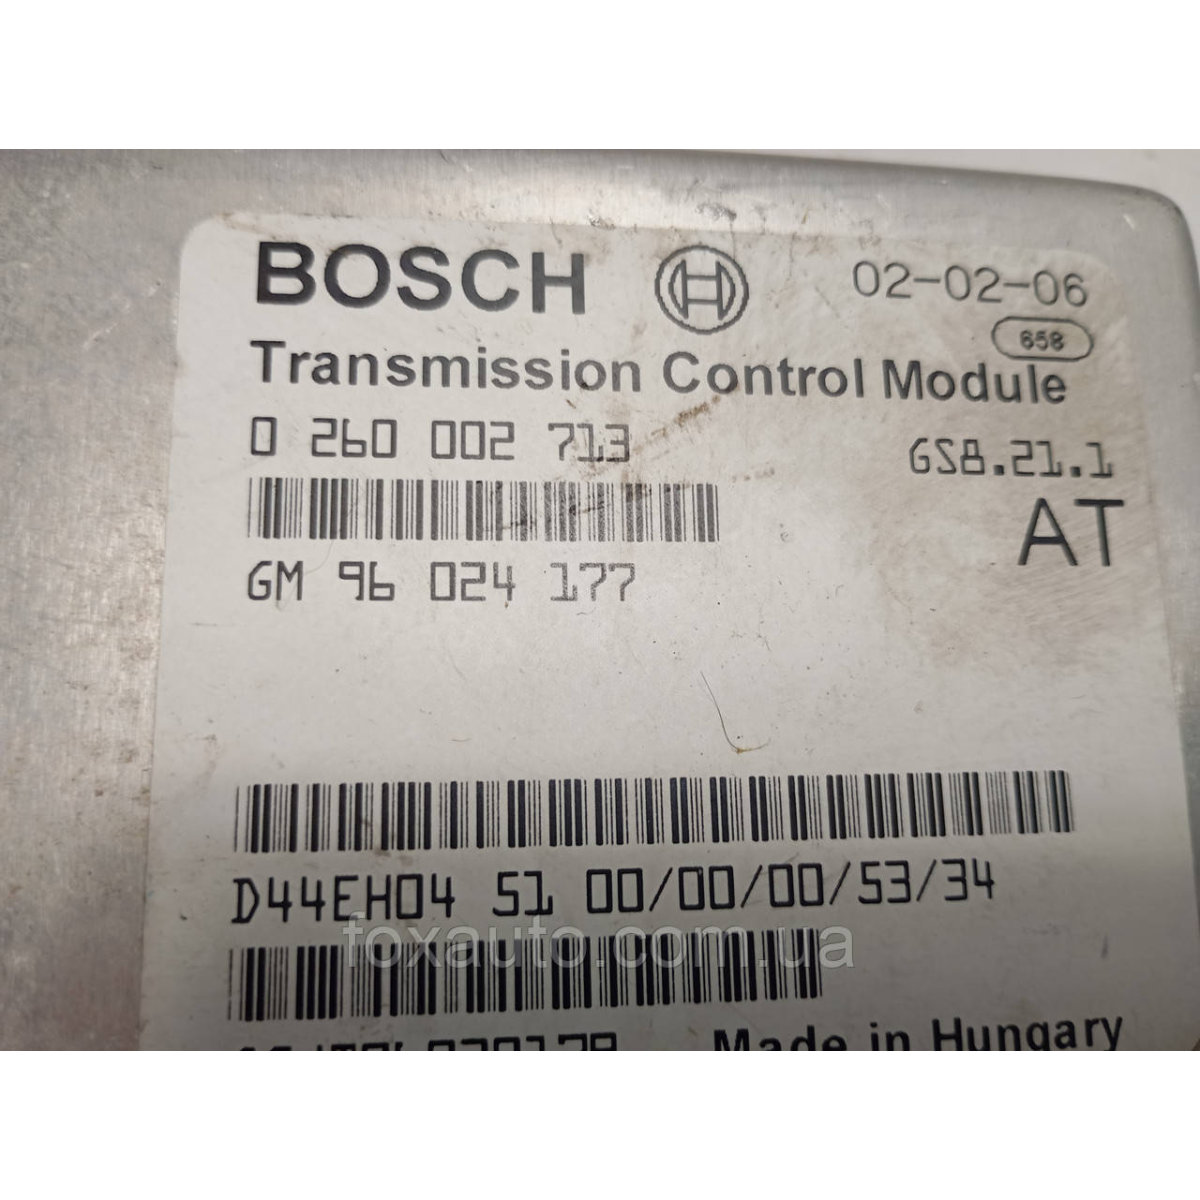 BOSCH 02-02-06
658
Transmission Control Module
0 260 002 713 GS8.21.1
AT
GM 96 024 177
D44EH04 S1 00/00/00/53/34
foxauto.com.ua
Made in Hungary